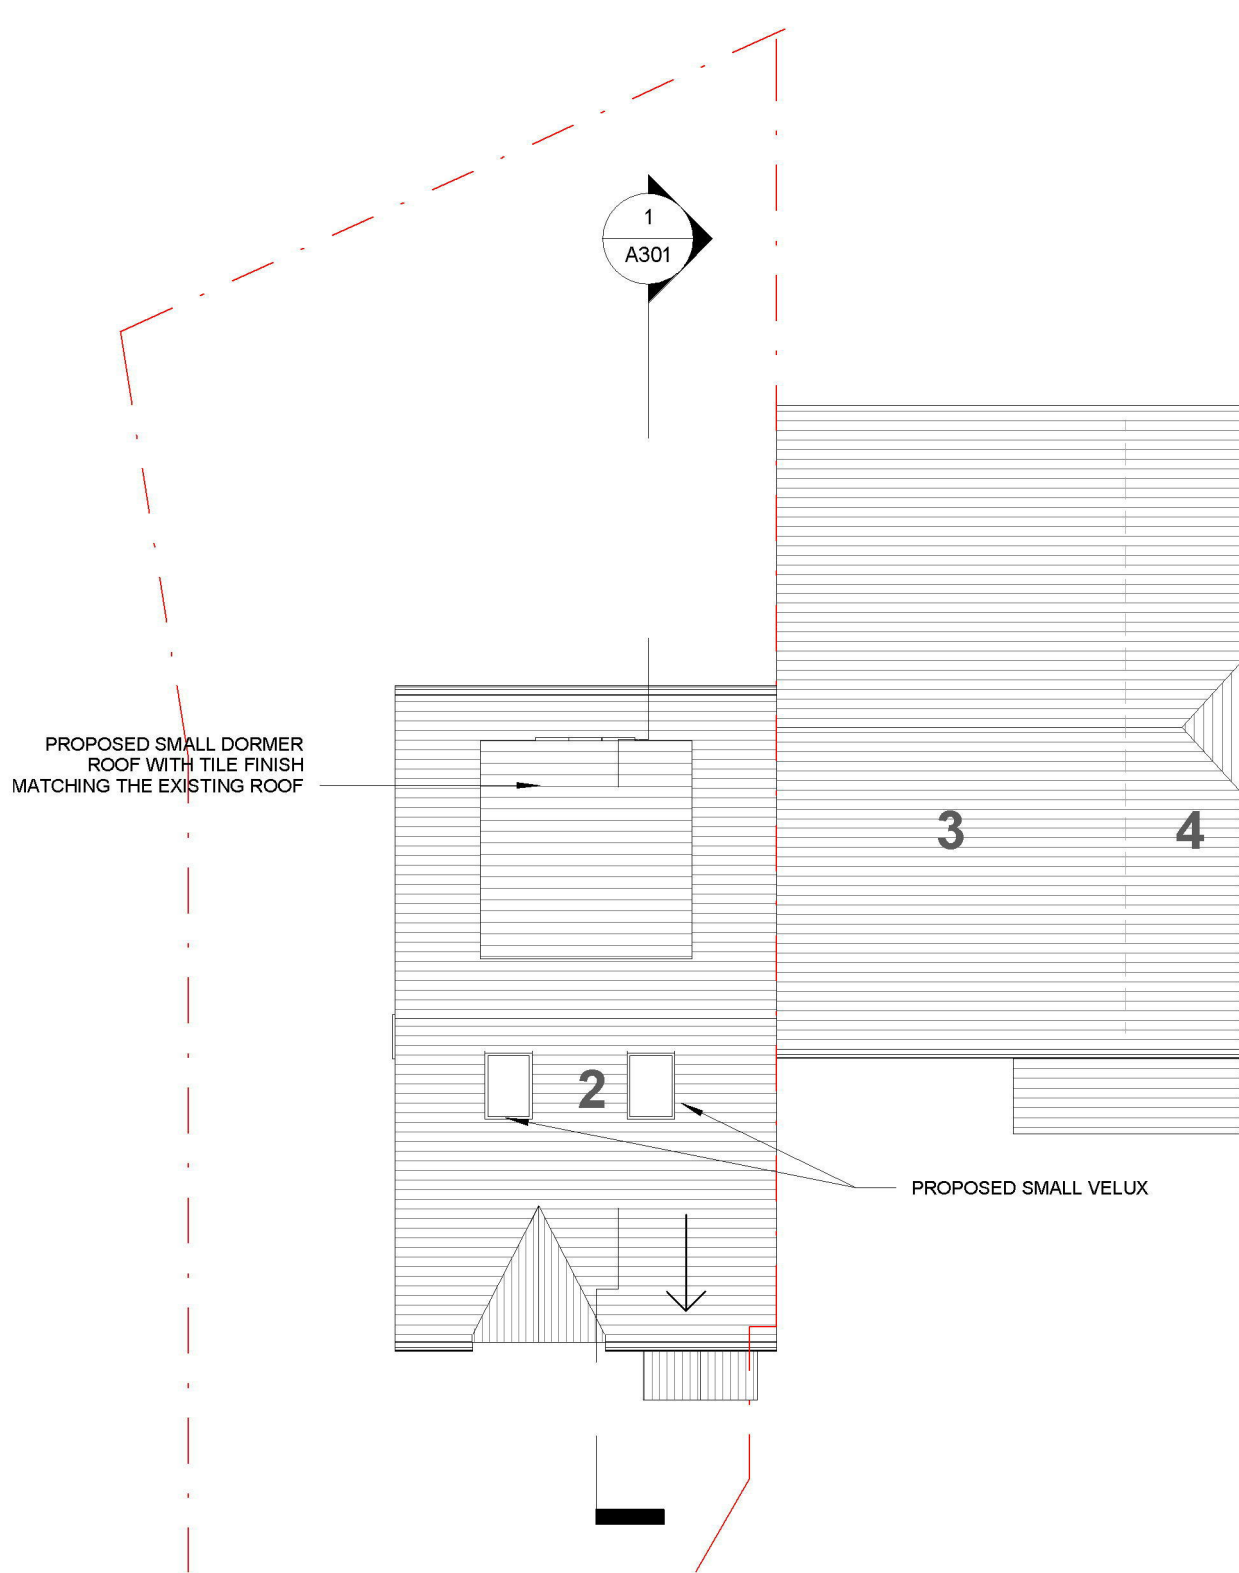 1
A301
PROPOSED SMALL DORMER
ROOF WITH TILE FINISH
MATCHING THE EXISTING ROOF
3
4
2
PROPOSED SMALL VELUX